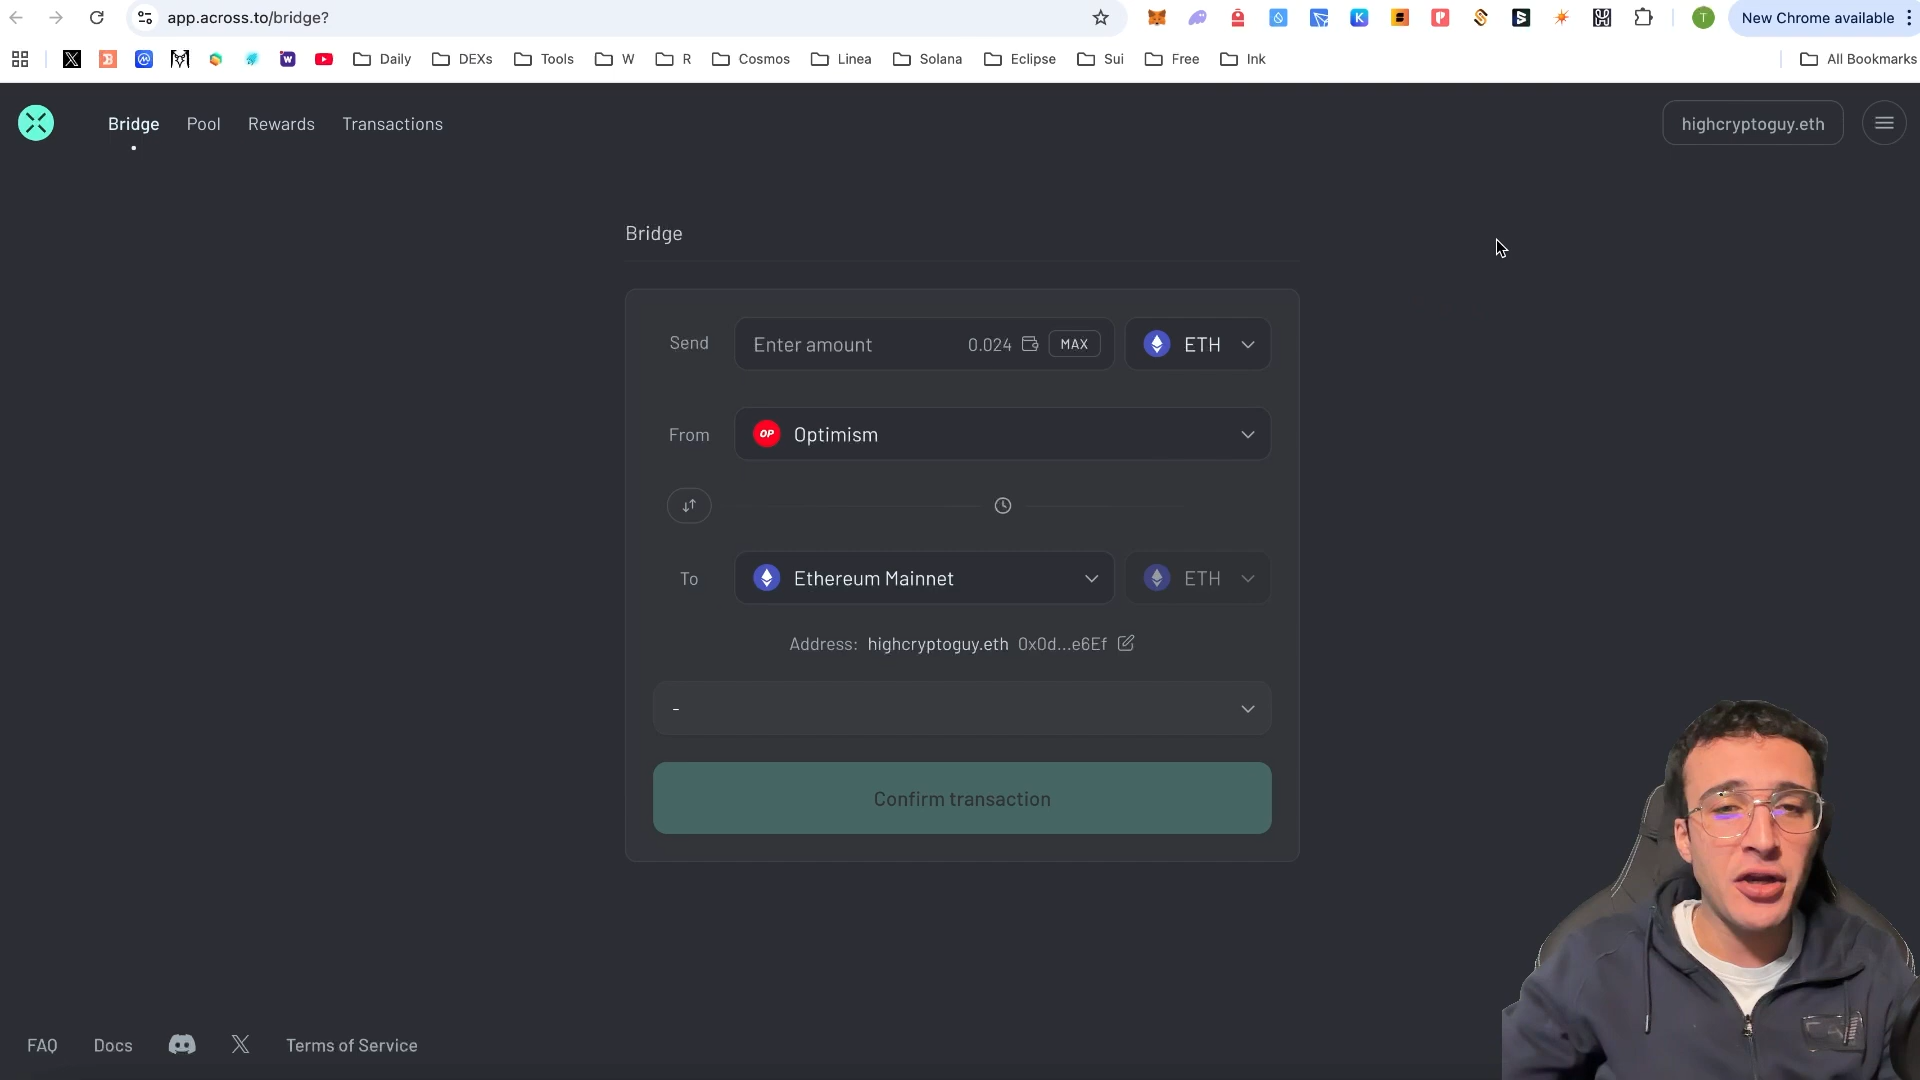 app.across.to/bridge?
New Chrome available
Daily
DEXs
Tools
W
R
Cosmos
Linea
Solana
Eclipse
Sui
Free
Ink
All Bookmarks
Bridge
Pool
Rewards
Transactions
highcryptoguy.eth
Bridge
Send
Enter amount
0.024
MAX
ETH
From
OP
Optimism
To
Ethereum Mainnet
ETH
Address: highcryptoguy.eth 0x0d...e6Ef
-
Confirm transaction
FAQ
Docs
Terms of Service